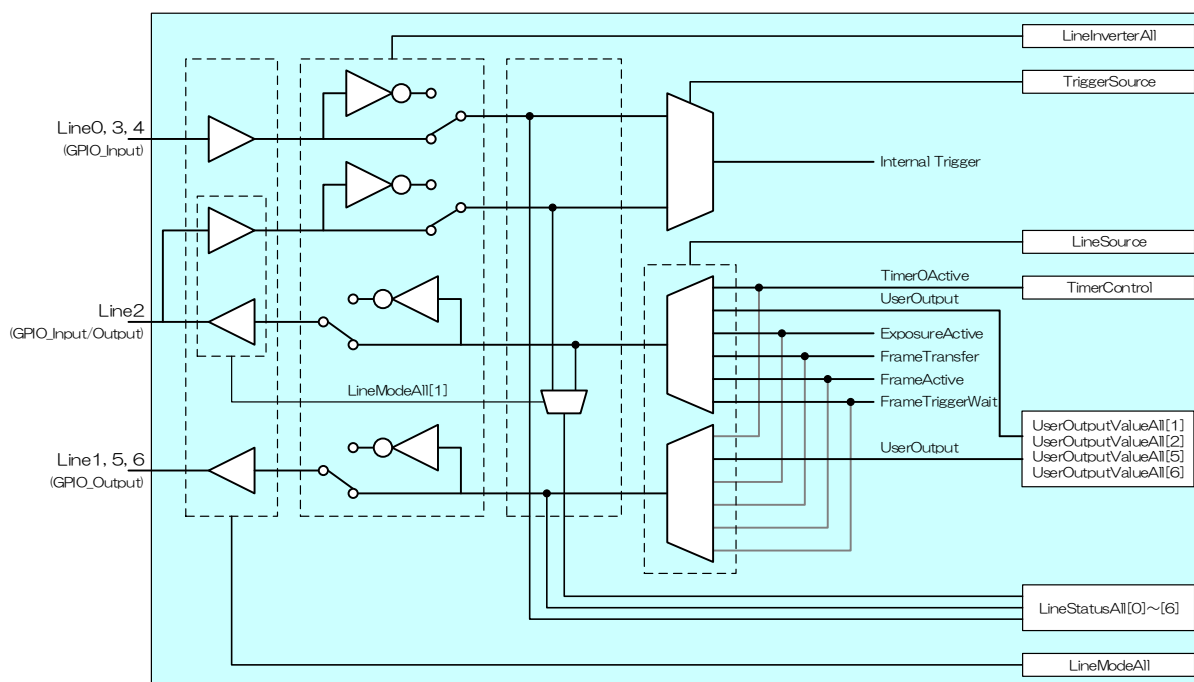 LineInverterAll
TriggerSource
Line0, 3, 4
(GPIO_Input)
Internal Trigger
LineSource
Timer0Active
TimerControl
UserOutput
Line2
(GPIO_Input/Output)
ExposureActive
FrameTransfer
FrameActive
LineModeAll[1]
FrameTriggerWait
UserOutputValueAll[1]
UserOutputValueAll[2]
UserOutputValueAll[5]
UserOutputValueAll[6]
UserOutput
Line1, 5, 6
(GPIO_Output)
LineStatusAll[0]~[6]
LineModeAll